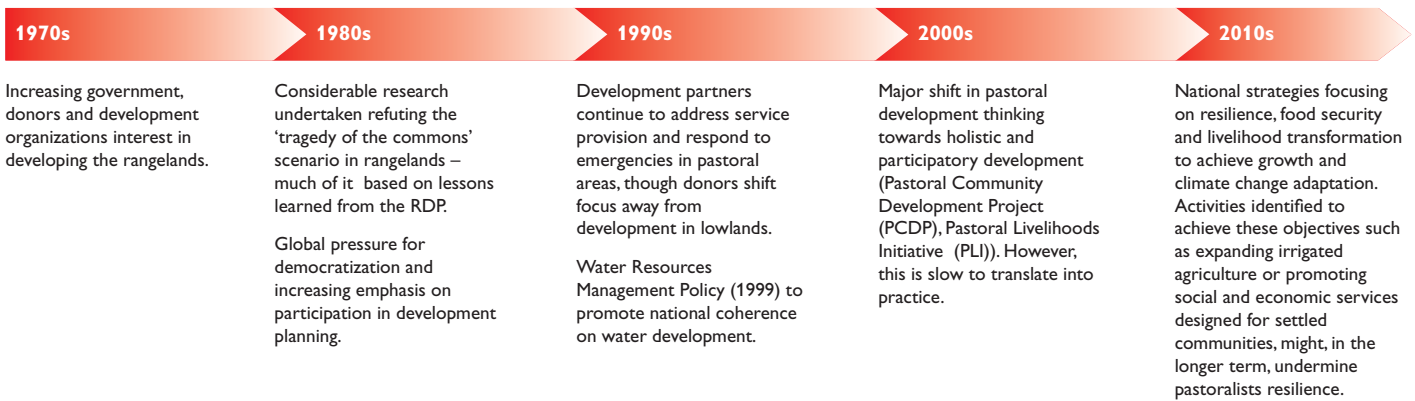 1970s
1980s
1990s
2000s
2010s
Increasing government,
donors and development
organizations interest in
developing the rangelands.
Considerable research
undertaken refuting the
‘tragedy of the commons’
scenario in rangelands –
much of it  based on lessons
learned from the RDP.
Global pressure for
democratization and
increasing emphasis on
participation in development
planning.
Development partners
continue to address service
provision and respond to
emergencies in pastoral
areas, though donors shift
focus away from
development in lowlands.
Water Resources
Management Policy (1999) to
promote national coherence
on water development.
Major shift in pastoral
development thinking
towards holistic and
participatory development
(Pastoral Community
Development Project
(PCDP), Pastoral Livelihoods
Initiative  (PLI)). However,
this is slow to translate into
practice.
National strategies focusing
on resilience, food security
and livelihood transformation
to achieve growth and
climate change adaptation.
Activities identified to
achieve these objectives such
as expanding irrigated
agriculture or promoting
social and economic services
designed for settled
communities, might, in the
longer term, undermine
pastoralists resilience.